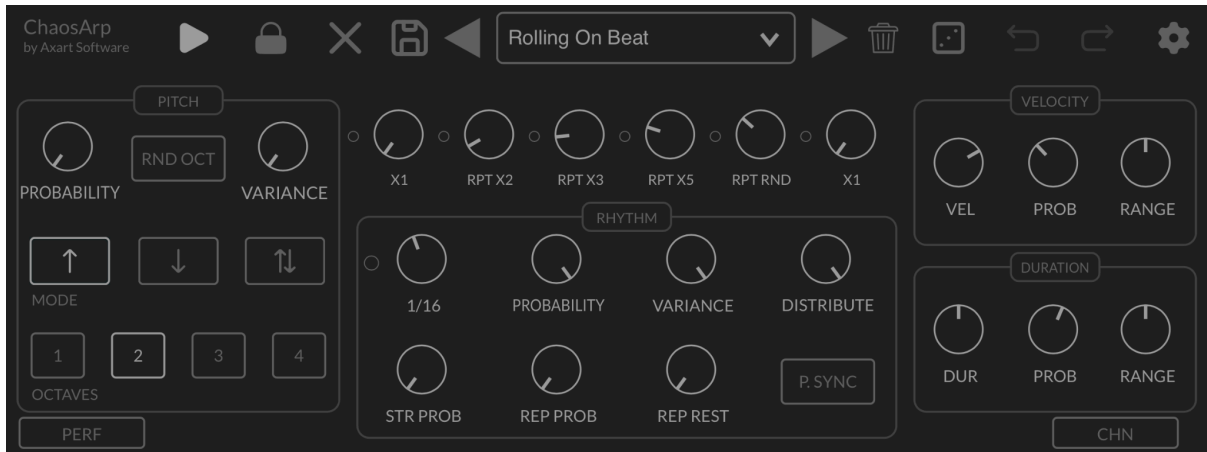 ChaosArp
by Axart Software
Rolling On Beat
PITCH
PROBABILITY
RND OCT
VARIANCE
MODE
1
2
3
4
OCTAVES
PERF
X1
RPT X2
RPT X3
RPT X5
RPT RND
X1
RHYTHM
1/16
PROBABILITY
VARIANCE
DISTRIBUTE
STR PROB
REP PROB
REP REST
P. SYNC
VELOCITY
VEL
PROB
RANGE
DURATION
DUR
PROB
RANGE
CHN